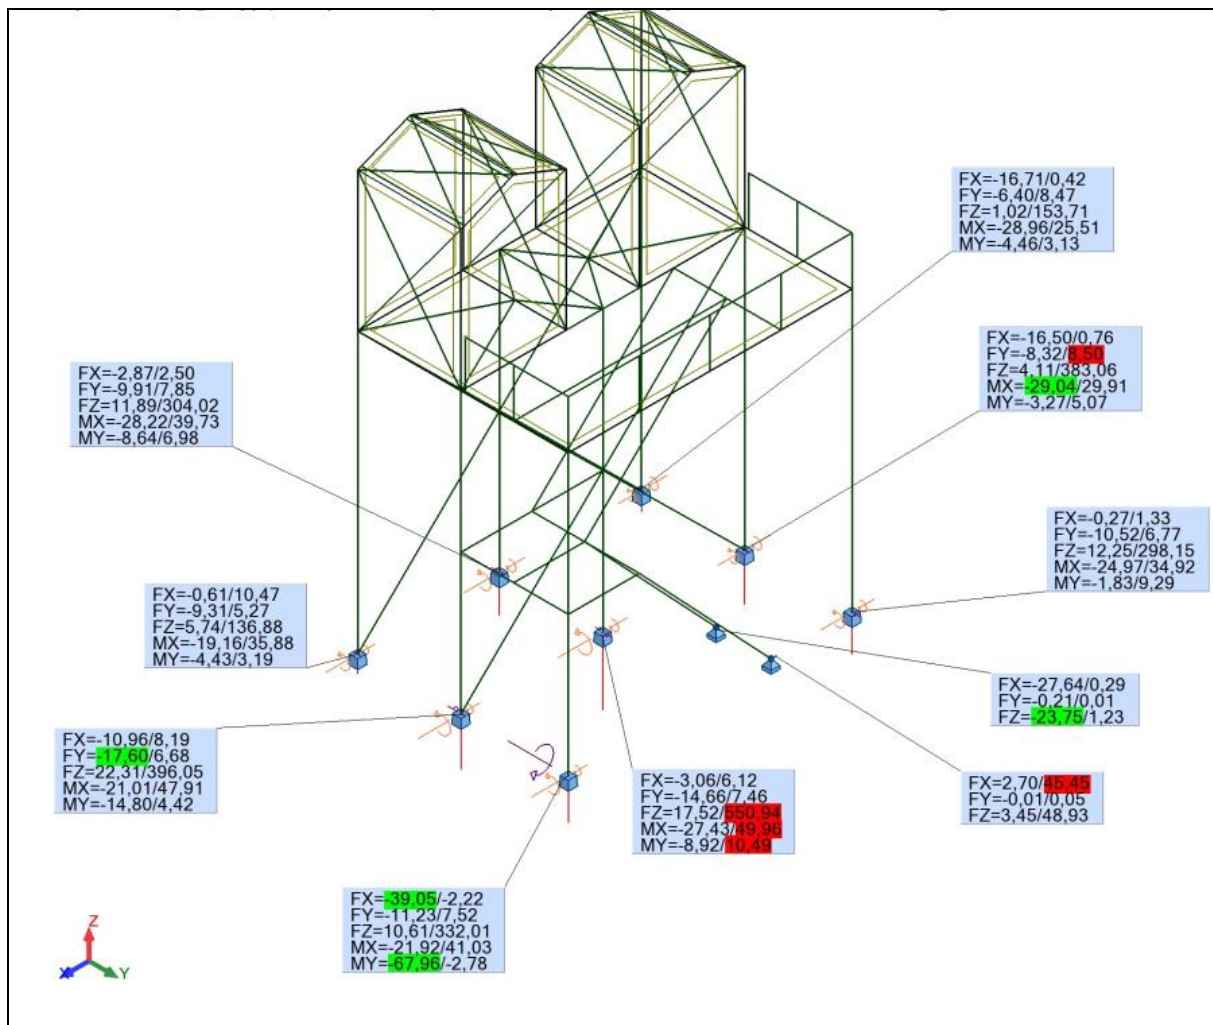 FX=-16,71/0,42
FY=-6,40/8,47
FZ=1,02/153,71
MX=-28,96/25,51
MY=-4,46/3,13
FX=-16,50/0,76
FY=-8,32/8,50
FZ=4,11/383,06
MX=-29,04/29,91
MY=-3,27/5,07
FX=-2,87/2,50
FY=-9,91/7,85
FZ=11,89/304,02
MX=-28,22/39,73
MY=-8,64/6,98
FX=-0,27/1,33
FY=-10,52/6,77
FZ=12,25/298,15
MX=-24,97/34,92
MY=-1,83/9,29
FX=-0,61/10,47
FY=-9,31/5,27
FZ=5,74/136,88
MX=-19,16/35,88
MY=-4,43/3,19
FX=-27,64/0,29
FY=-0,21/0,01
FZ=-23,75/1,23
FX=-10,96/8,19
FY=-17,60/6,68
FZ=22,31/396,05
MX=-21,01/47,91
MY=-14,80/4,42
FX=-3,06/6,12
FY=-14,66/7,46
FZ=17,52/550,94
MX=-27,43/49,96
MY=-8,92/10,49
FX=2,70/45,45
FY=-0,01/0,05
FZ=3,45/48,93
FX=-39,05/-2,22
FY=-11,23/7,52
FZ=10,61/332,01
MX=-21,92/41,03
MY=-67,96/-2,78
Z
X
Y